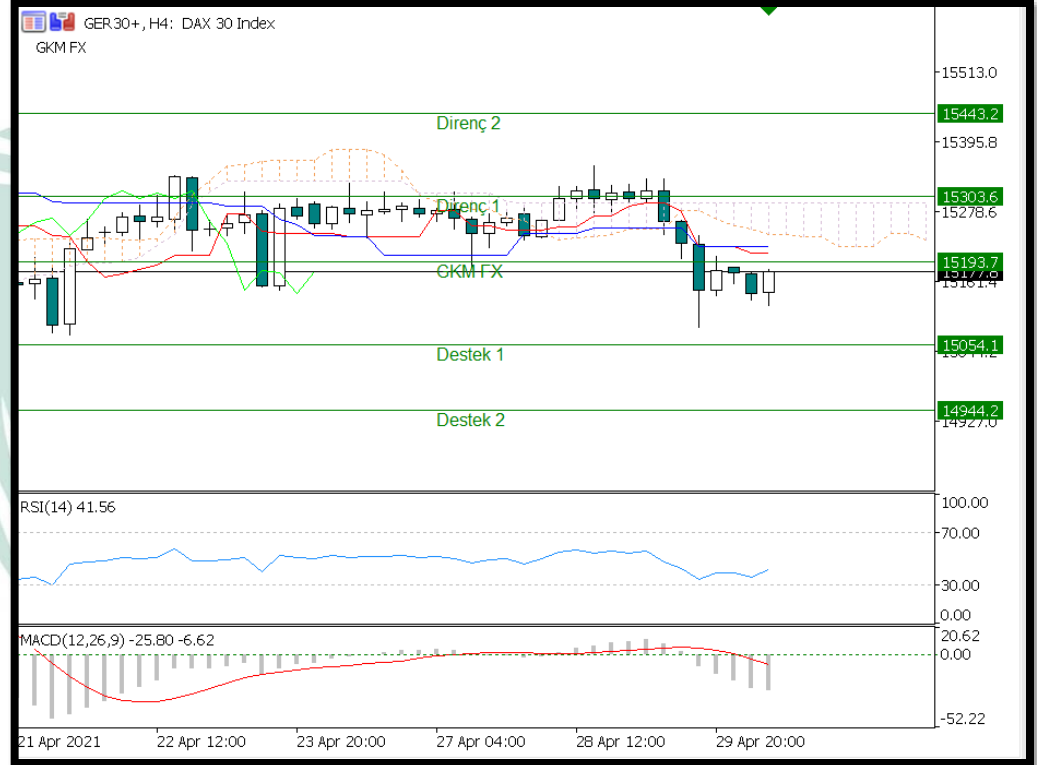 GER30+, H4: DAX 30 Index
GKM FX
15513.0
15443.2
Direnç 2
15395.8
15303.6
Direnç 1
15278.6
15193.7
GKM FX
15177.8
15161.4
15054.1
Destek 1
15044.2
14944.2
Destek 2
14927.0
RSI(14) 41.56
100.00
70.00
30.00
0.00
MACD(12,26,9) -25.80 -6.62
20.62
0.00
-52.22
21 Apr 2021
22 Apr 12:00
23 Apr 20:00
27 Apr 04:00
28 Apr 12:00
29 Apr 20:00